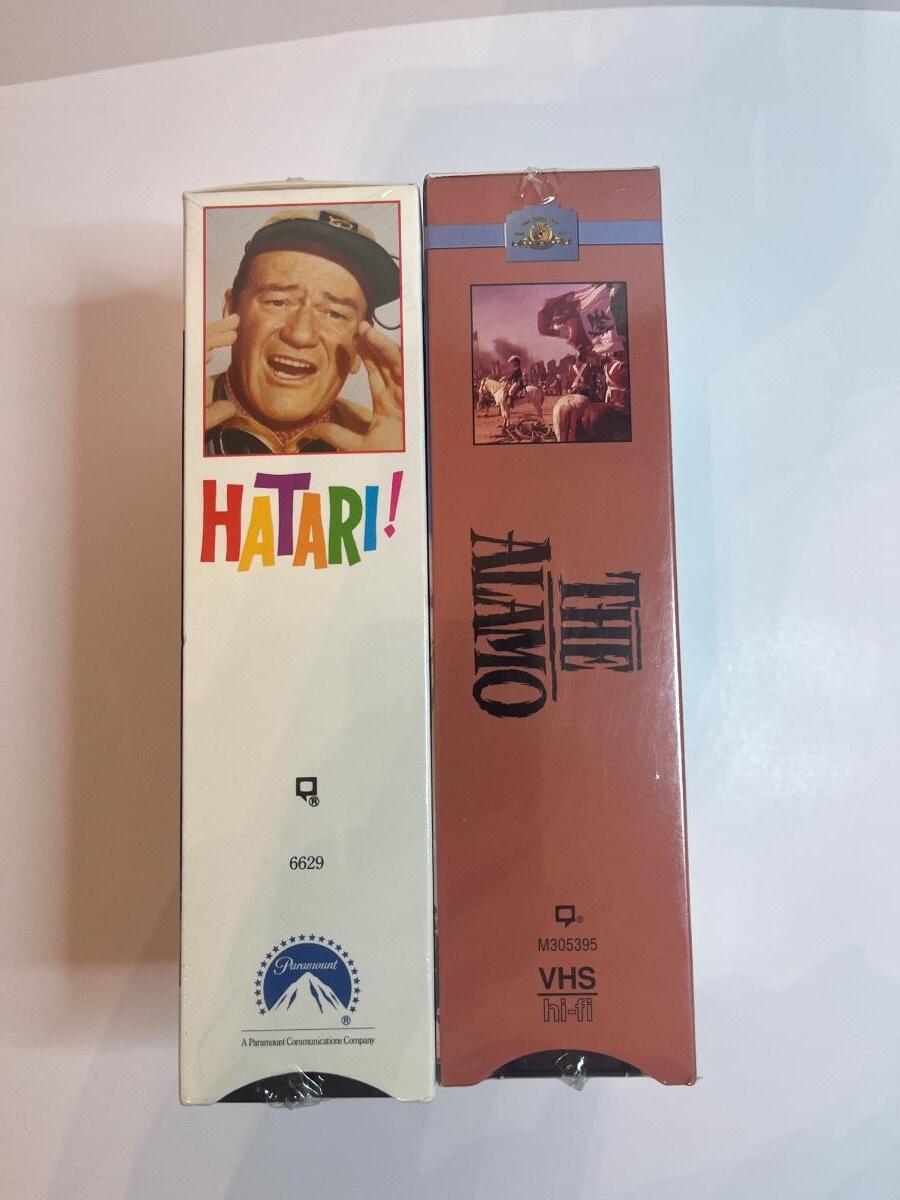 HATARI!
6629
Paramount
®
A Paramount Communications Company
THE
ALAMO
M305395
VHS
hi-fi